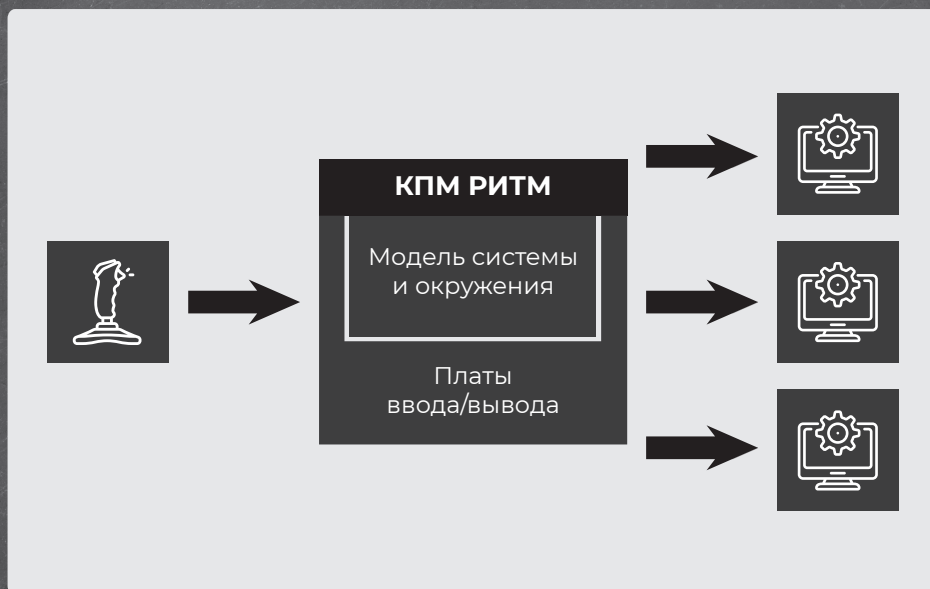 КПМ РИТМ
Модель системы
и окружения
Платы
ввода/вывода